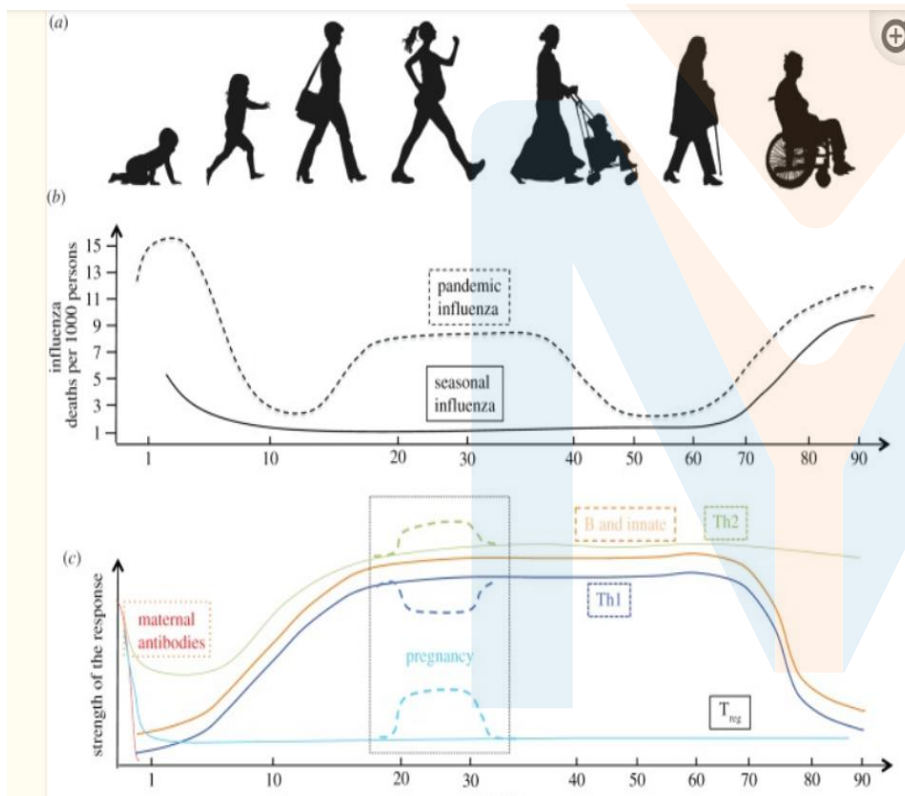 (a)
(b)
influenza
deaths per 1000 persons
15
13
11
9
7
5
3
1
pandemic
influenza
seasonal
influenza
1 10 20 30 40 50 60 70 80 90
(c)
strength of the response
maternal
antibodies
B and innate
Th2
Th1
pregnancy
Treg
1 10 20 30 40 50 60 70 80 90